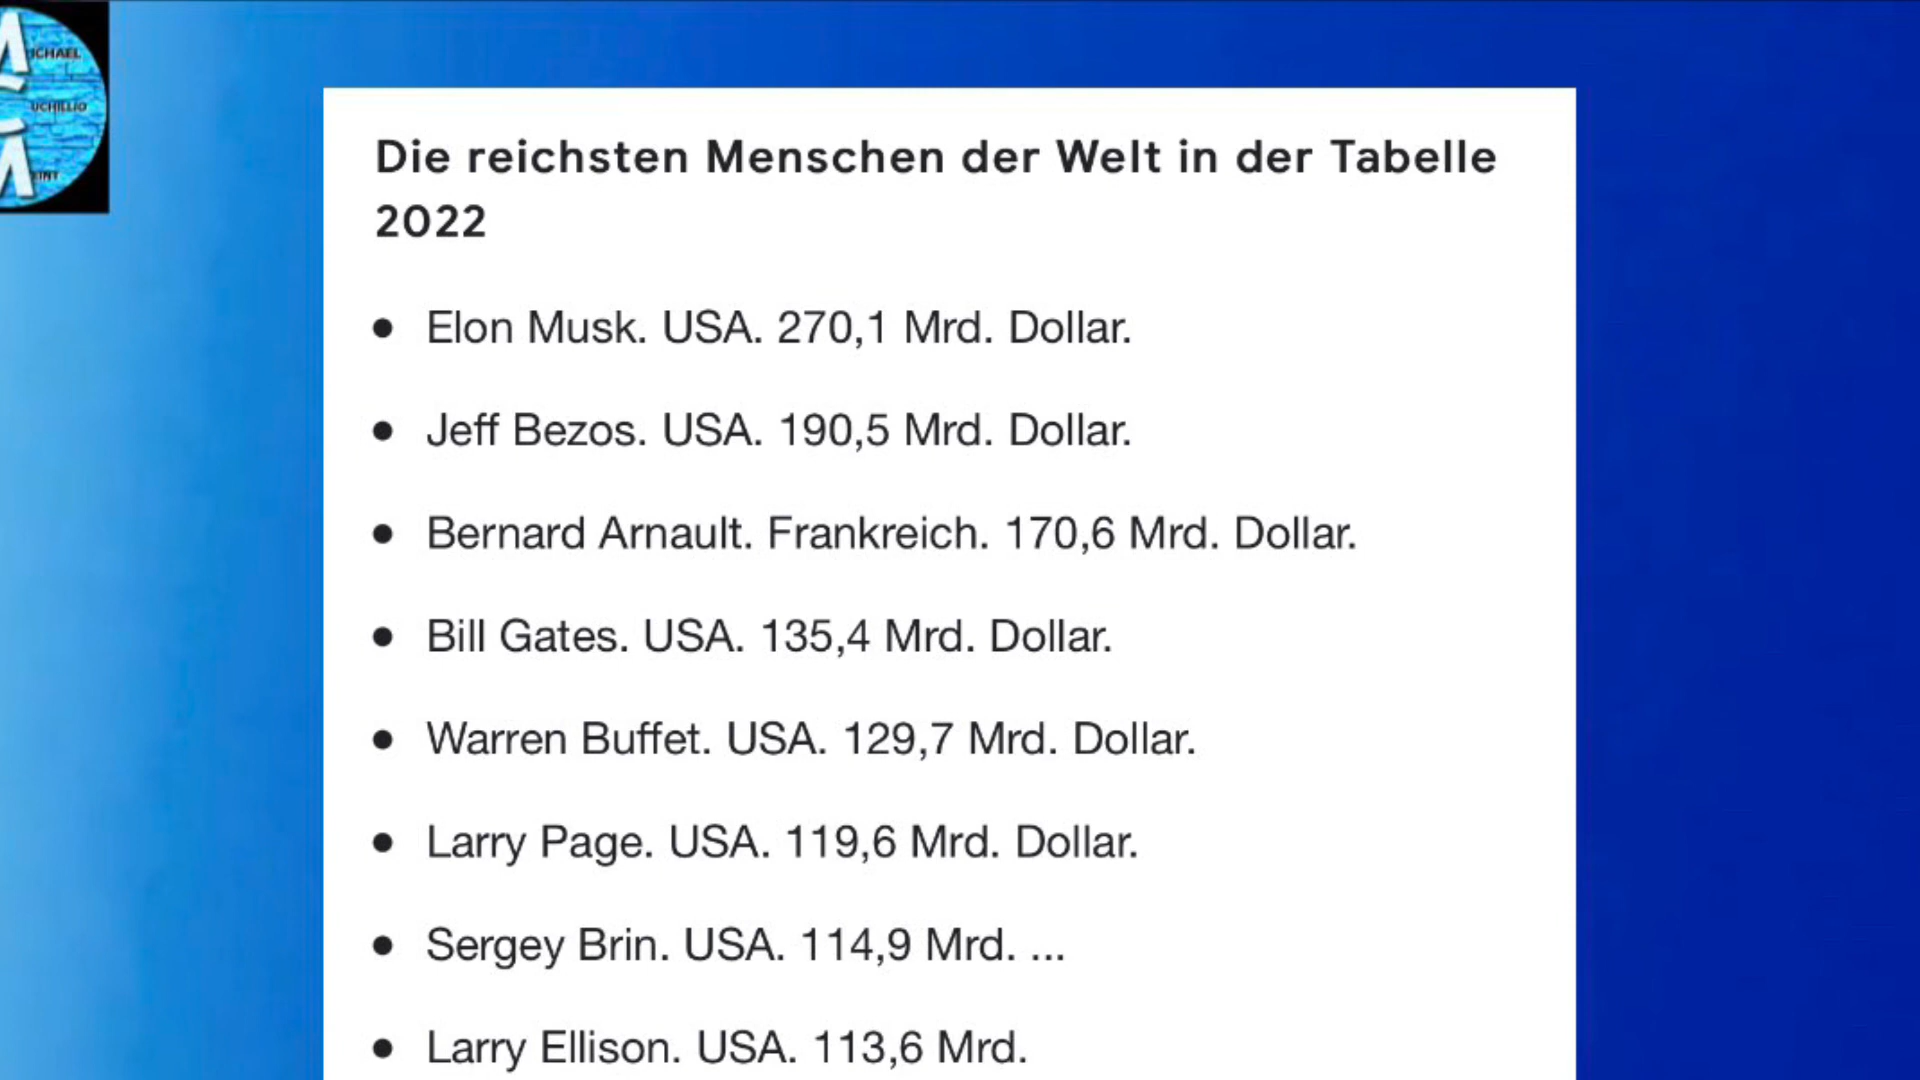 ICHAEL
UCHILLO
Die reichsten Menschen der Welt in der Tabelle
2022
● Elon Musk. USA. 270,1 Mrd. Dollar.
● Jeff Bezos. USA. 190,5 Mrd. Dollar.
● Bernard Arnault. Frankreich. 170,6 Mrd. Dollar.
● Bill Gates. USA. 135,4 Mrd. Dollar.
● Warren Buffet. USA. 129,7 Mrd. Dollar.
● Larry Page. USA. 119,6 Mrd. Dollar.
● Sergey Brin. USA. 114,9 Mrd. ...
● Larry Ellison. USA. 113,6 Mrd.